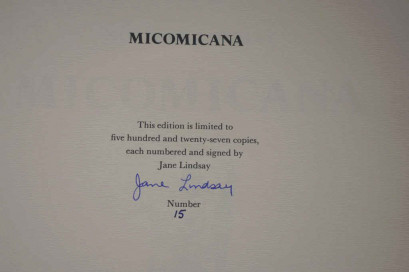 MICOMICANA
This edition is limited to
five hundred and twenty-seven copies,
each numbered and signed by
Jane Lindsay
Jane Lindsay
Number
15